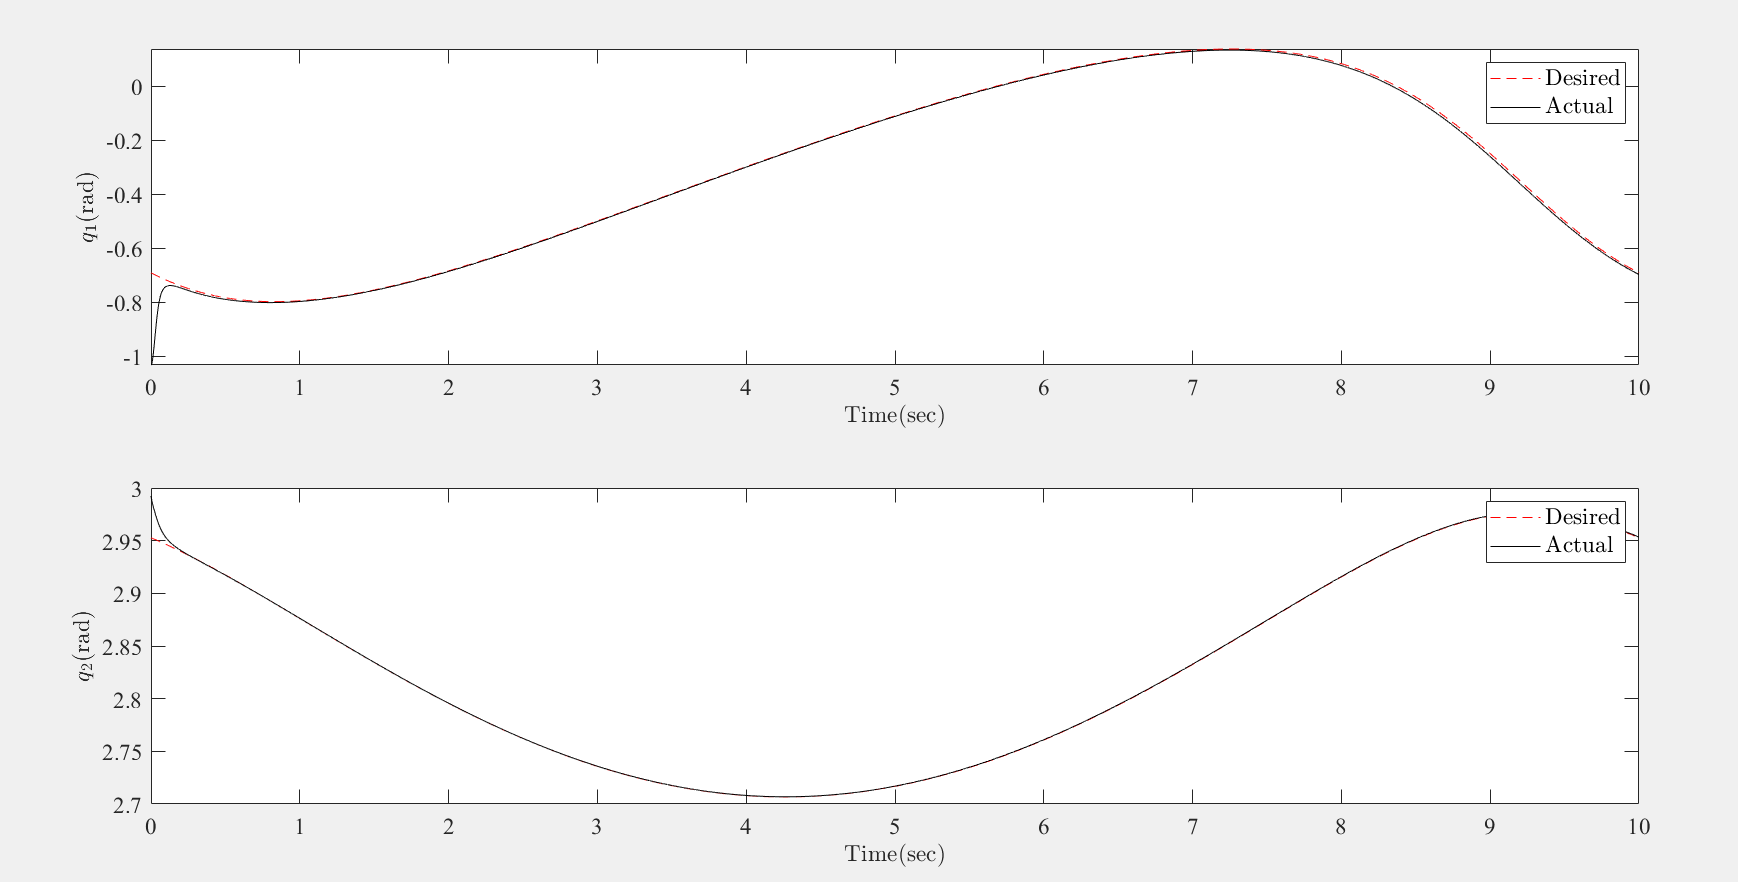 0
-0.2
-0.4
-0.6
-0.8
-1
q1(rad)
Desired
Actual
0 1 2 3 4 5 6 7 8 9 10
Time(sec)
3
2.95
2.9
2.85
2.8
2.75
2.7
q2(rad)
Desired
Actual
0 1 2 3 4 5 6 7 8 9 10
Time(sec)